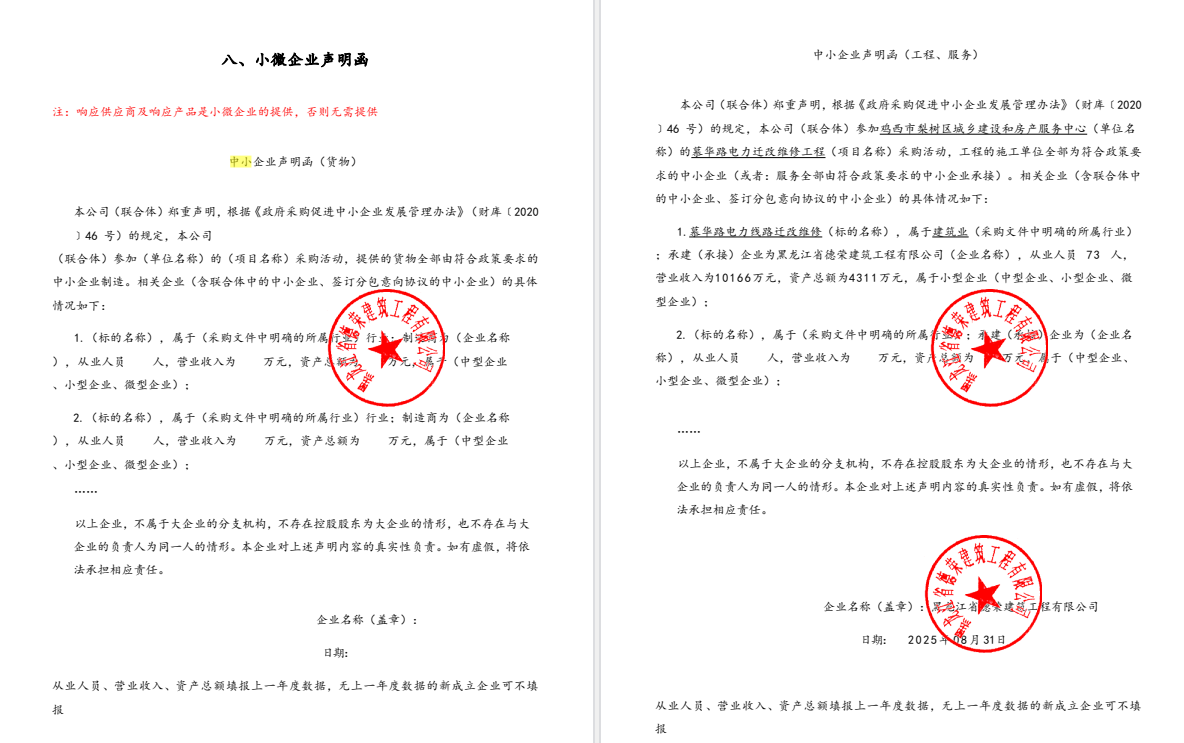 八、小微企业声明函
注：响应供应商及响应产品是小微企业的提供，否则无需提供
中小企业声明函（货物）
本公司（联合体）郑重声明，根据《政府采购促进中小企业发展管理办法》（财库〔2020
〕46 号）的规定，本公司
（联合体）参加（单位名称）的（项目名称）采购活动，提供的货物全部由符合政策要求的
中小企业制造。相关企业（含联合体中的中小企业、签订分包意向协议的中小企业）的具体
情况如下：
1.（标的名称），属于（采购文件中明确的所属行业）行业；制造商为（企业名称
），从业人员 人，营业收入为 万元，资产总额为 万元，属于（中型企业
、小型企业、微型企业）；
2.（标的名称），属于（采购文件中明确的所属行业）行业；制造商为（企业名称
），从业人员 人，营业收入为 万元，资产总额为 万元，属于（中型企业
、小型企业、微型企业）；
……
以上企业，不属于大企业的分支机构，不存在控股股东为大企业的情形，也不存在与大
企业的负责人为同一人的情形。本企业对上述声明内容的真实性负责。如有虚假，将依
法承担相应责任。
企业名称（盖章）：
日期：
从业人员、营业收入、资产总额填报上一年度数据，无上一年度数据的新成立企业可不填
报
黑龙江省德荣建筑工程有限公司
中小企业声明函（工程、服务）
本公司（联合体）郑重声明，根据《政府采购促进中小企业发展管理办法》（财库〔2020
〕46 号）的规定，本公司（联合体）参加鸡西市梨树区城乡建设和房产服务中心（单位名
称）的慕华路电力迁改维修工程（项目名称）采购活动，工程的施工单位全部为符合政策要
求的中小企业（或者：服务全部由符合政策要求的中小企业承接）。相关企业（含联合体中
的中小企业、签订分包意向协议的中小企业）的具体情况如下：
1.慕华路电力线路迁改维修（标的名称），属于建筑业（采购文件中明确的所属行业）
；承建（承接）企业为黑龙江省德荣建筑工程有限公司（企业名称），从业人员 73 人，
营业收入为10166万元，资产总额为4311万元，属于小型企业（中型企业、小型企业、微
型企业）；
2.（标的名称），属于（采购文件中明确的所属行业）；承建（承接）企业为（企业名
称），从业人员 人，营业收入为 万元，资产总额为 万元，属于（中型企业、
小型企业、微型企业）；
……
以上企业，不属于大企业的分支机构，不存在控股股东为大企业的情形，也不存在与大
企业的负责人为同一人的情形。本企业对上述声明内容的真实性负责。如有虚假，将依
法承担相应责任。
企业名称（盖章）：黑龙江省德荣建筑工程有限公司
日期： 2025年08月31日
从业人员、营业收入、资产总额填报上一年度数据，无上一年度数据的新成立企业可不填
报
黑龙江省德荣建筑工程有限公司
黑龙江省德荣建筑工程有限公司